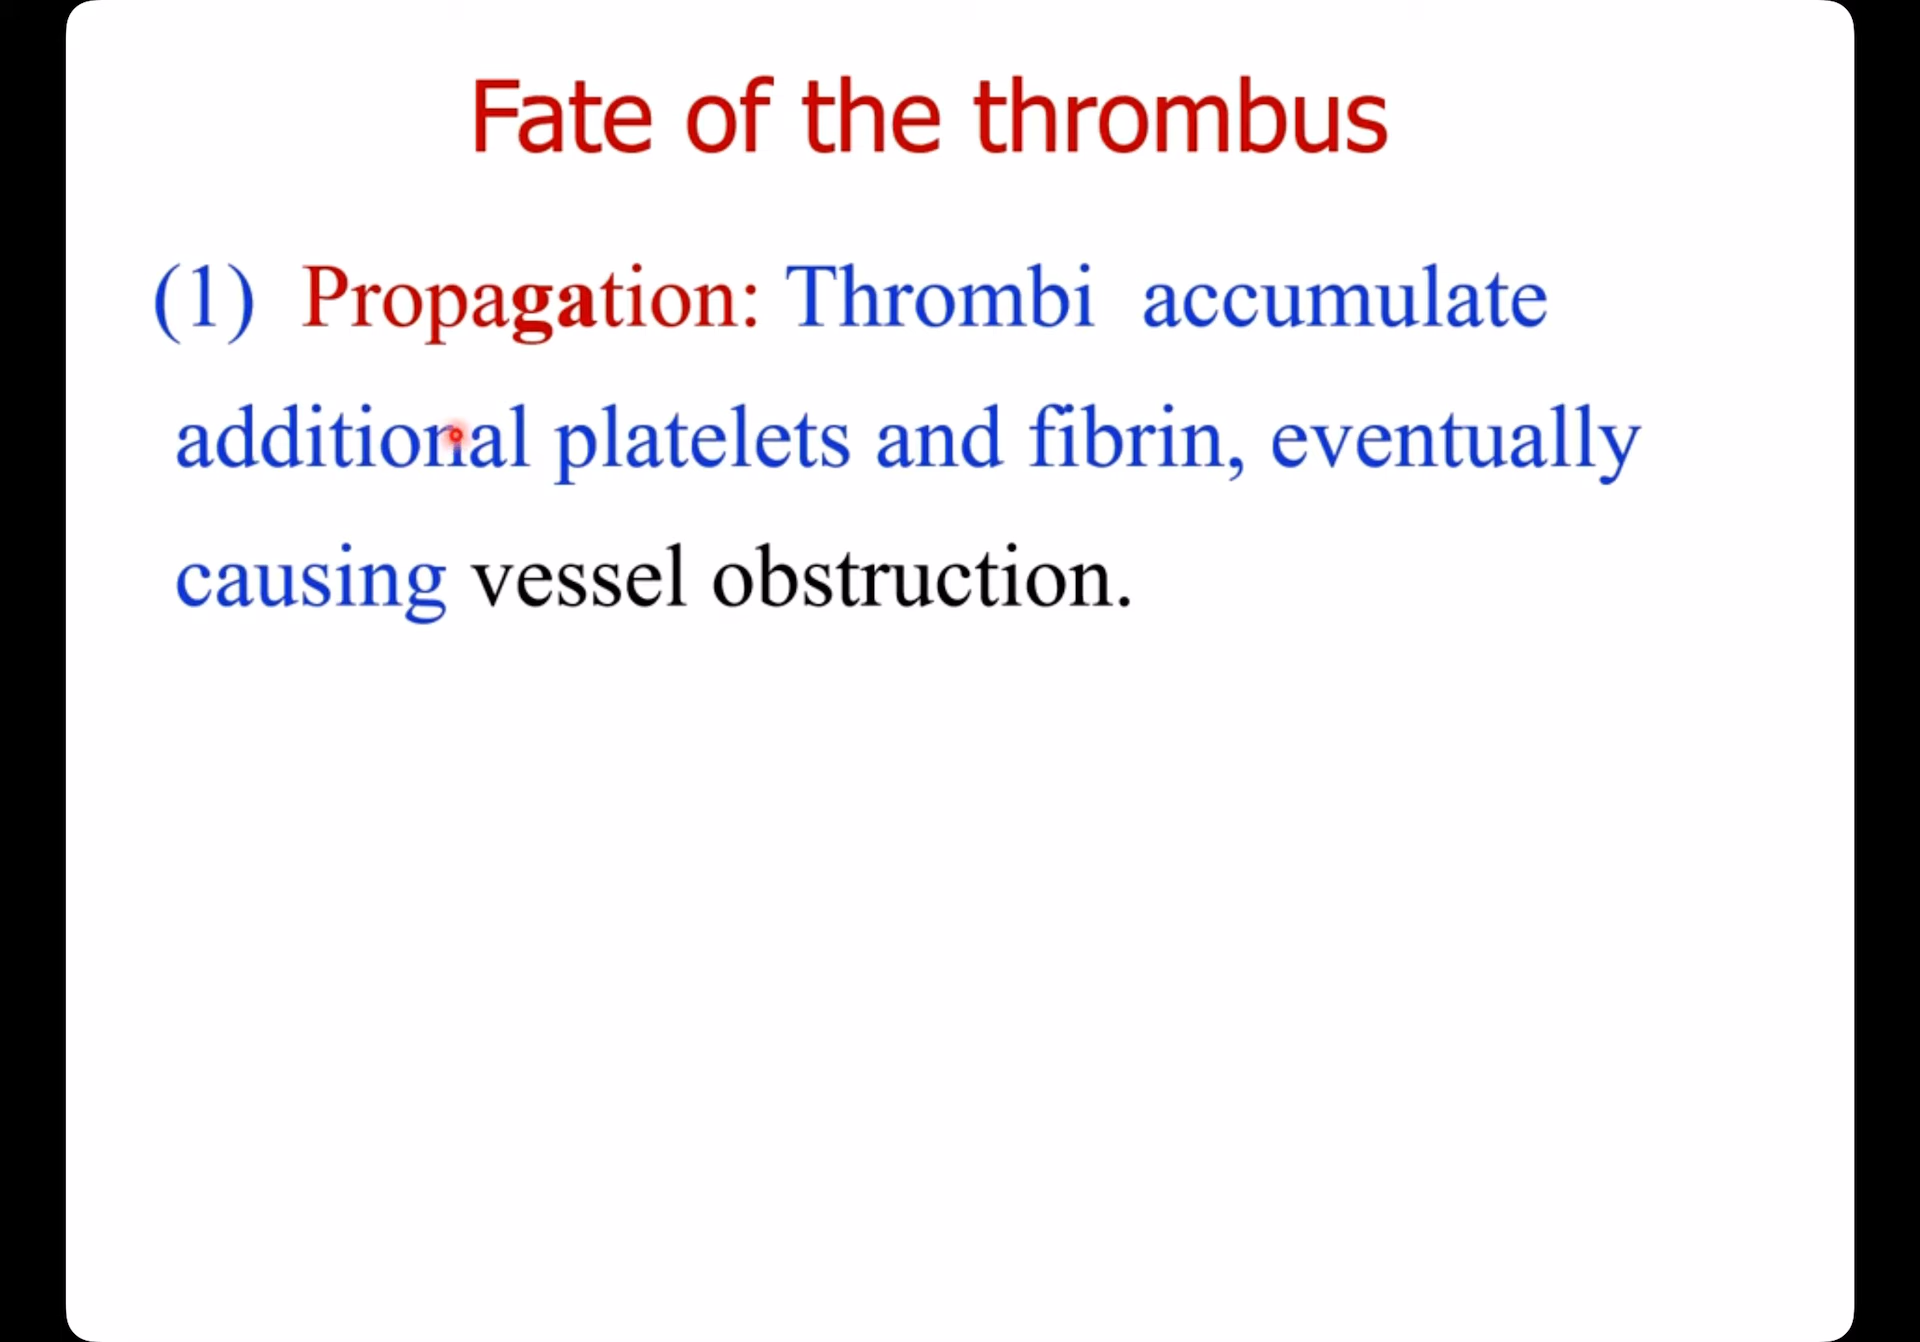 Fate of the thrombus
(1) Propagation: Thrombi accumulate
additional platelets and fibrin, eventually
causing vessel obstruction.